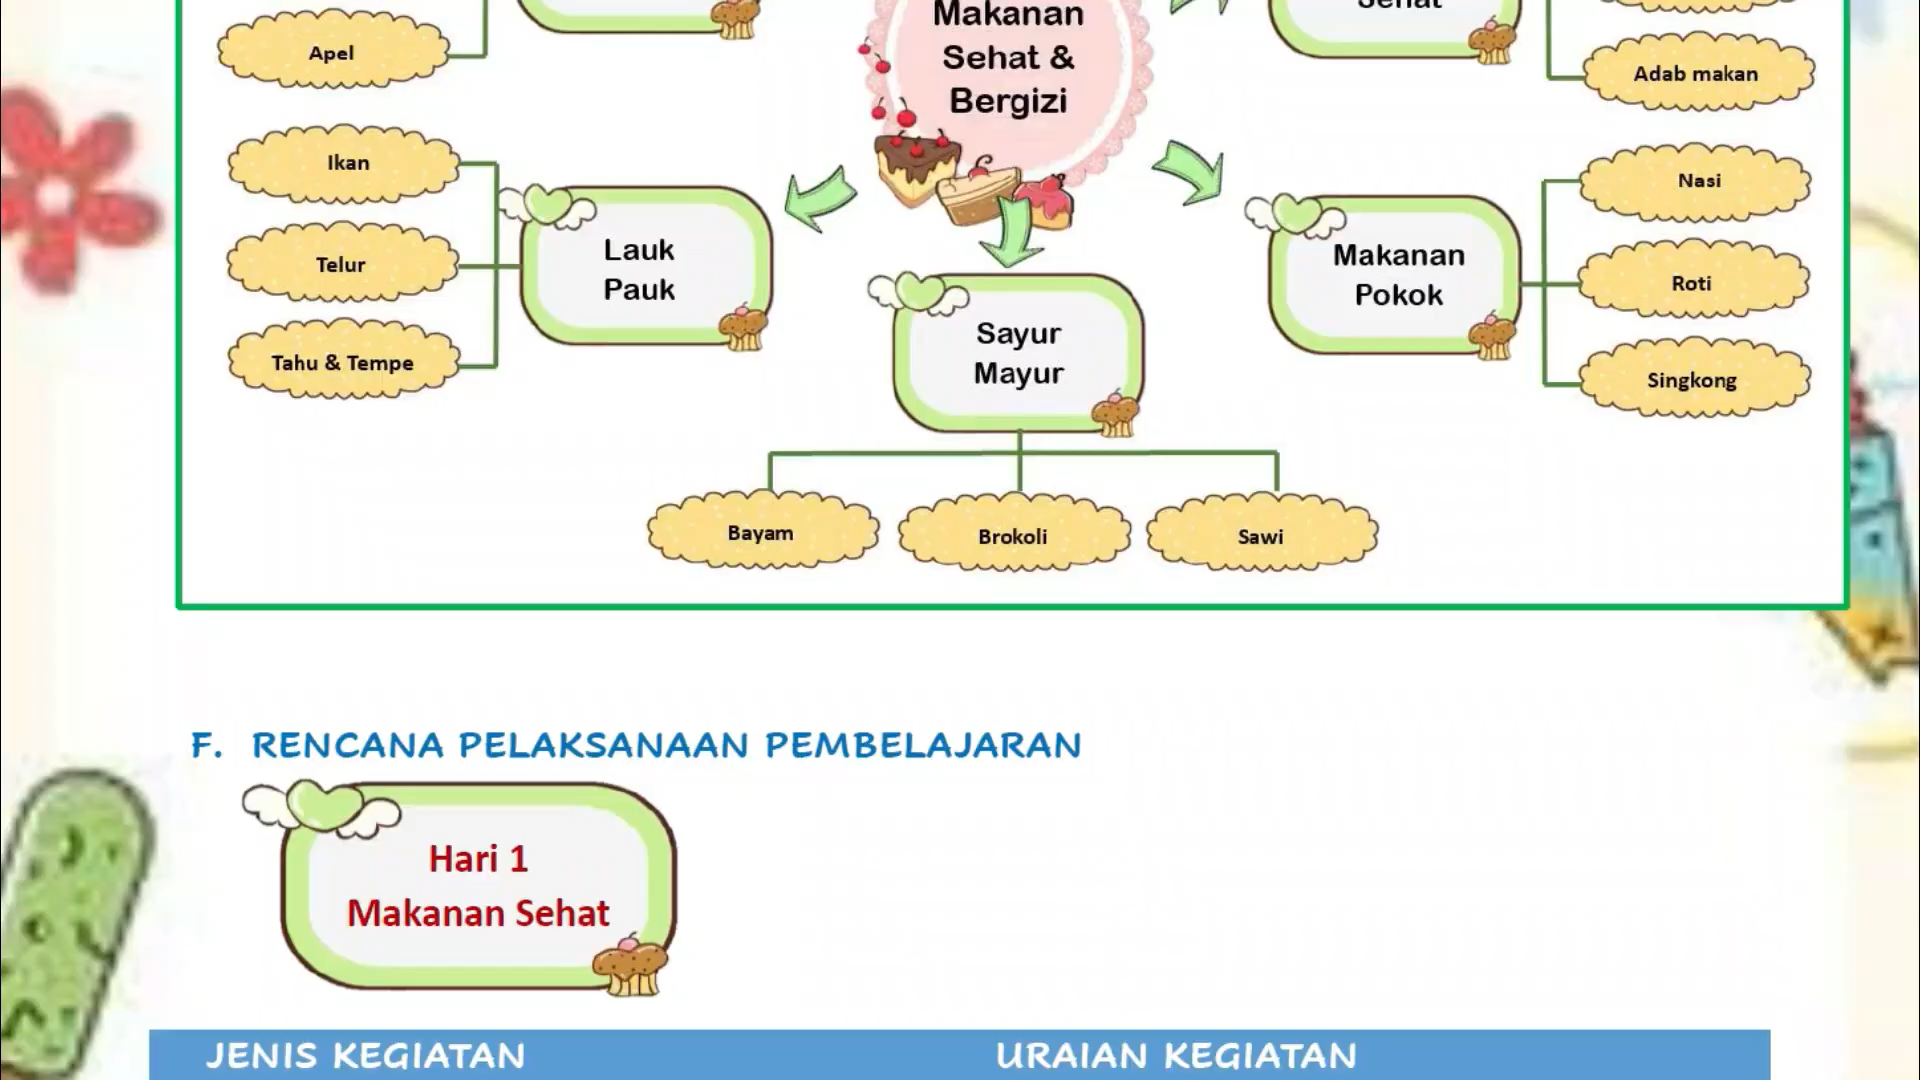 Makanan
Sehat &
Bergizi
Apel
Adab makan
Ikan
Telur
Tahu & Tempe
Lauk
Pauk
Sayur
Mayur
Makanan
Pokok
Nasi
Roti
Singkong
Bayam
Brokoli
Sawi
F. RENCANA PELAKSANAAN PEMBELAJARAN
Hari 1
Makanan Sehat
JENIS KEGIATAN
URAIAN KEGIATAN